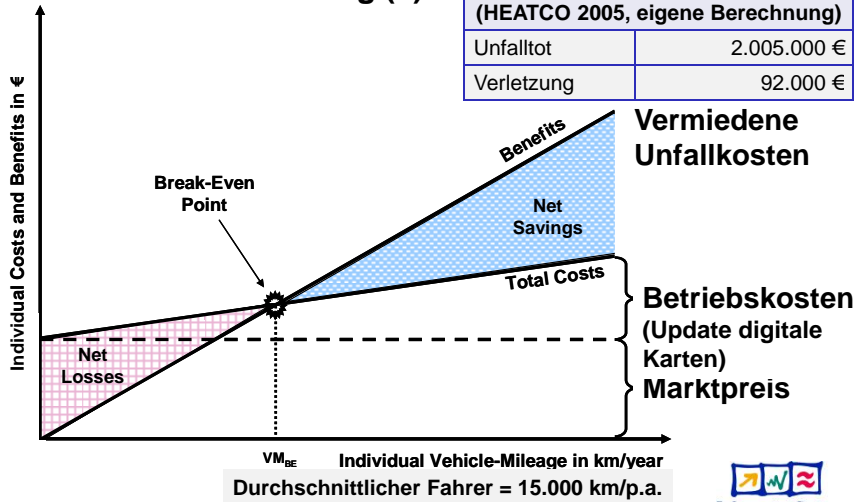 (HEATCO 2005, eigene Berechnung)
Unfalltot 2.005.000 €
Verletzung 92.000 €
Individual Costs and Benefits in €
Benefits
Vermiedene
Unfallkosten
Break-Even
Point
Net
Savings
Total Costs
Betriebskosten
(Update digitale
Karten)
Net
Losses
Marktpreis
VM_BE
Individual Vehicle-Mileage in km/year
Durchschnittlicher Fahrer = 15.000 km/p.a.